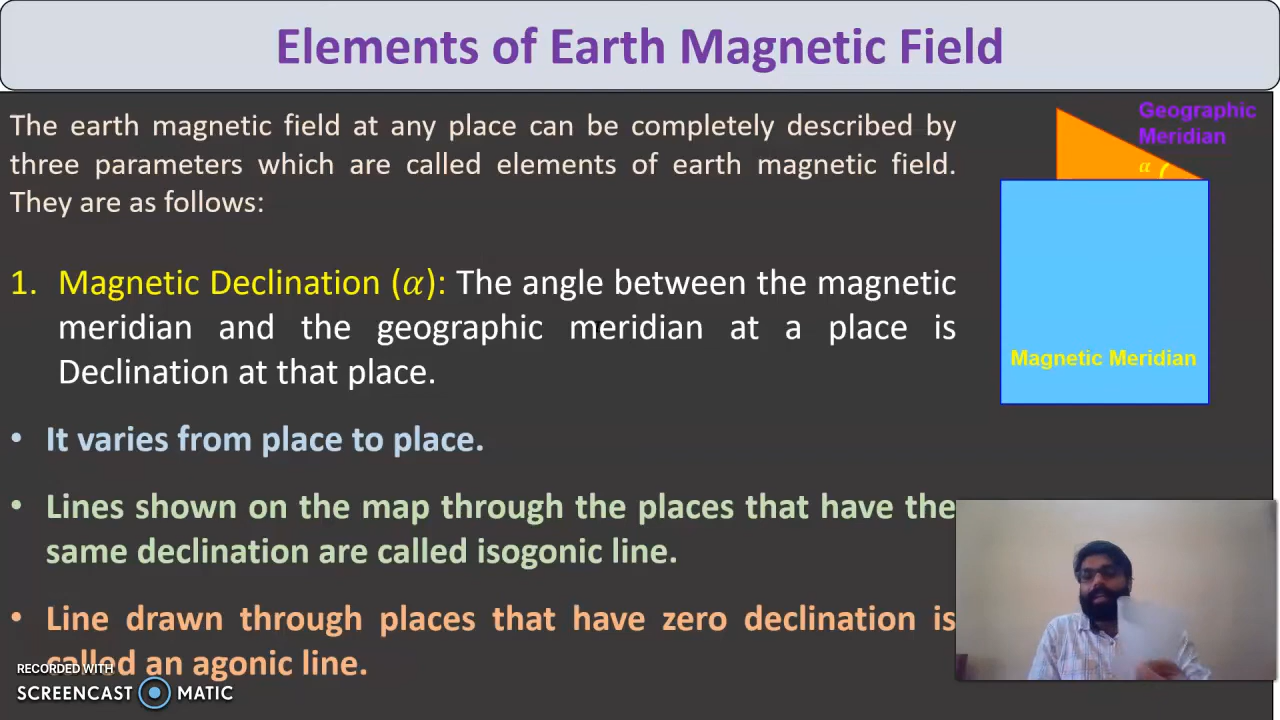 Elements of Earth Magnetic Field
The earth magnetic field at any place can be completely described by
three parameters which are called elements of earth magnetic field.
They are as follows:
1. Magnetic Declination (α): The angle between the magnetic
meridian and the geographic meridian at a place is
Declination at that place.
• It varies from place to place.
• Lines shown on the map through the places that have the
same declination are called isogonic line.
• Line drawn through places that have zero declination is
called an agonic line.
Geographic
Meridian
α
Magnetic Meridian
RECORDED WITH
SCREENCAST MATIC